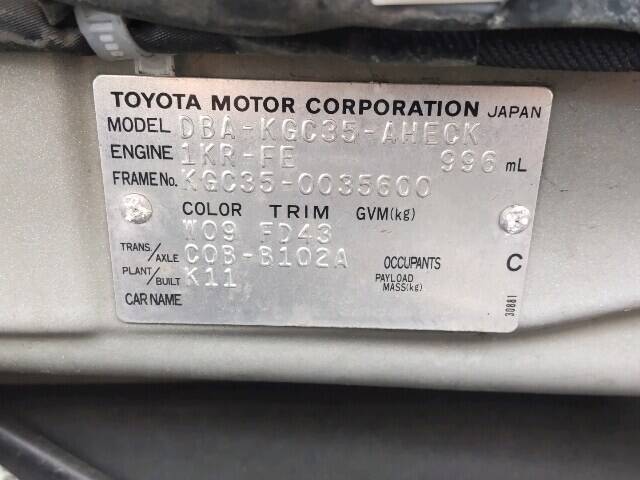 TOYOTA MOTOR CORPORATION JAPAN
MODEL DBA-KGC35-AHECK
ENGINE 1KR-FE 996 mL
FRAME No. KGC35-0035600
COLOR TRIM GVM(kg)
W09 FD43
TRANS./AXLE C0B-B102A OCCUPANTS C
PLANT/BUILT K11 PAYLOAD MASS(kg)
CAR NAME
30881